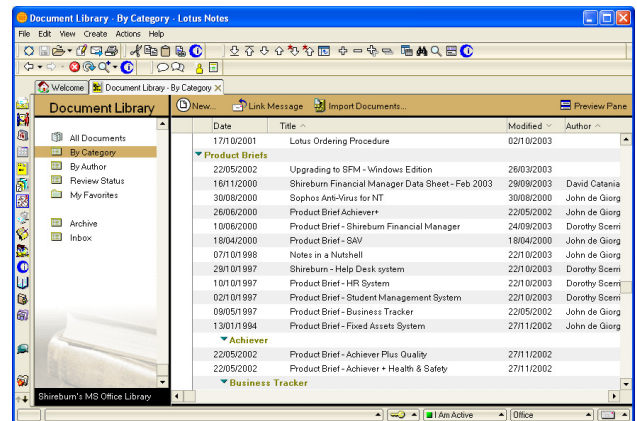 Document Library - By Category - Lotus Notes
File Edit View Create Actions Help
Welcome Document Library - By Category
Document Library New... Link Message Import Documents... Preview Pane
Date Title Modified Author
All Documents
By Category
By Author
Review Status
My Favorites
Archive
Inbox
Shireburn's MS Office Library
17/10/2001 Lotus Ordering Procedure 02/10/2003
Product Briefs
22/05/2002 Upgrading to SFM - Windows Edition 26/03/2003
16/11/2000 Shireburn Financial Manager Data Sheet - Feb 2003 29/09/2003 David Catania
30/08/2000 Sophos Anti-Virus for NT 30/08/2000 John de Giorg
26/06/2000 Product Brief Achiever+ 22/05/2002 John de Giorg
10/06/2000 Product Brief - Shireburn Financial Manager 24/09/2003 Dorothy Scerri
18/04/2000 Product Brief - SAV 18/04/2000 John de Giorg
07/10/1998 Notes in a Nutshell 22/10/2003 Dorothy Scerri
29/10/1997 Shireburn - Help Desk system 22/10/2003 Dorothy Scerri
10/10/1997 Product Brief - HR System 22/10/2003 Dorothy Scerri
02/10/1997 Product Brief - Student Management System 22/10/2003 Dorothy Scerri
09/05/1997 Product Brief - Business Tracker 22/05/2002 John de Giorg
13/01/1994 Product Brief - Fixed Assets System 27/11/2002 John de Giorg
Achiever
22/05/2002 Product Brief - Achiever Plus Quality 27/11/2002
22/05/2002 Product Brief - Achiever + Health & Safety 27/11/2002
Business Tracker
I Am Active Office